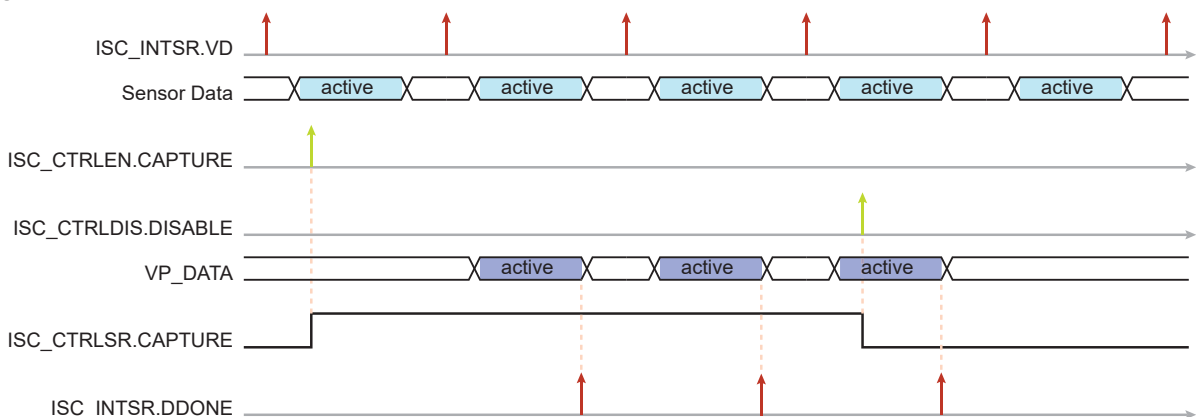 ISC_INTSR.VD
Sensor Data active active active active active
ISC_CTRLEN.CAPTURE
ISC_CTRLDIS.DISABLE
VP_DATA active active active
ISC_CTRLSR.CAPTURE
ISC_INTSR.DDONE